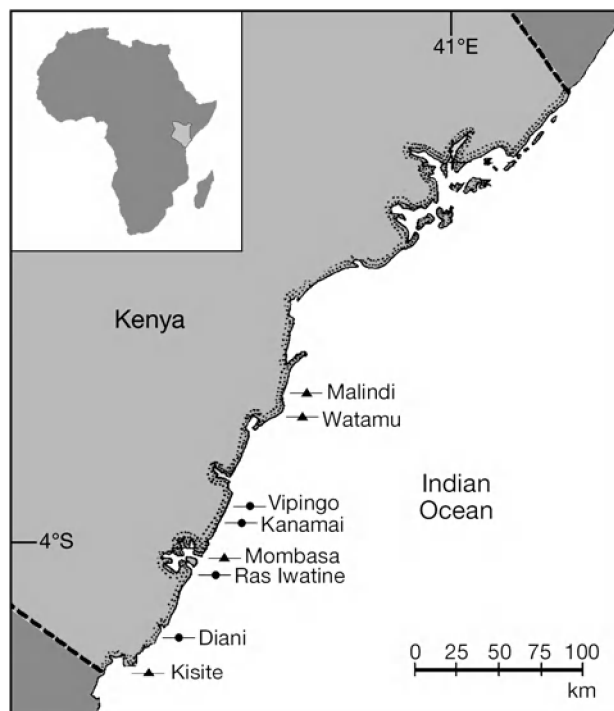 41°E
Kenya
Malindi
Watamu
Indian
Ocean
Vipingo
Kanamai
4°S
Mombasa
Ras Iwatine
Diani
Kisite
0 25 50 75 100
km